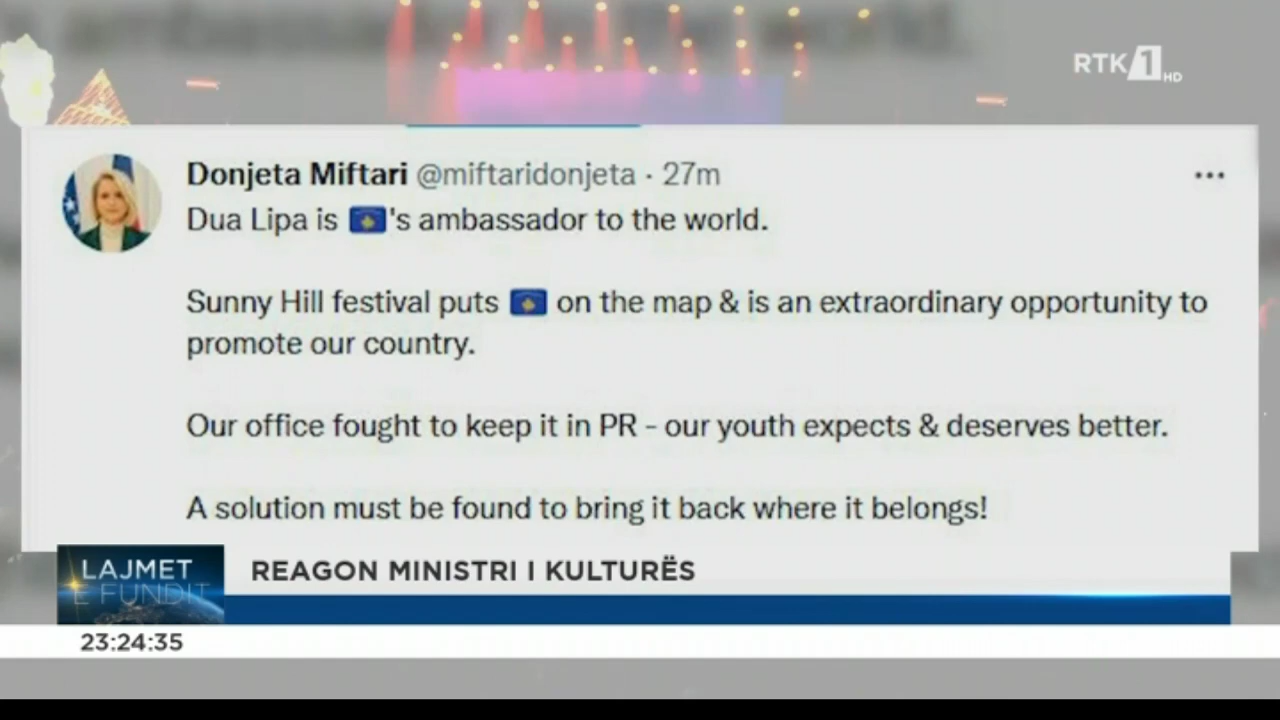 RTK 1 HD
Donjeta Miftari @miftaridonjeta · 27m
Dua Lipa is 🇽🇰's ambassador to the world.
Sunny Hill festival puts 🇽🇰 on the map & is an extraordinary opportunity to
promote our country.
Our office fought to keep it in PR - our youth expects & deserves better.
A solution must be found to bring it back where it belongs!
LAJMET
E FUNDIT
REAGON MINISTRI I KULTURËS
23:24:35